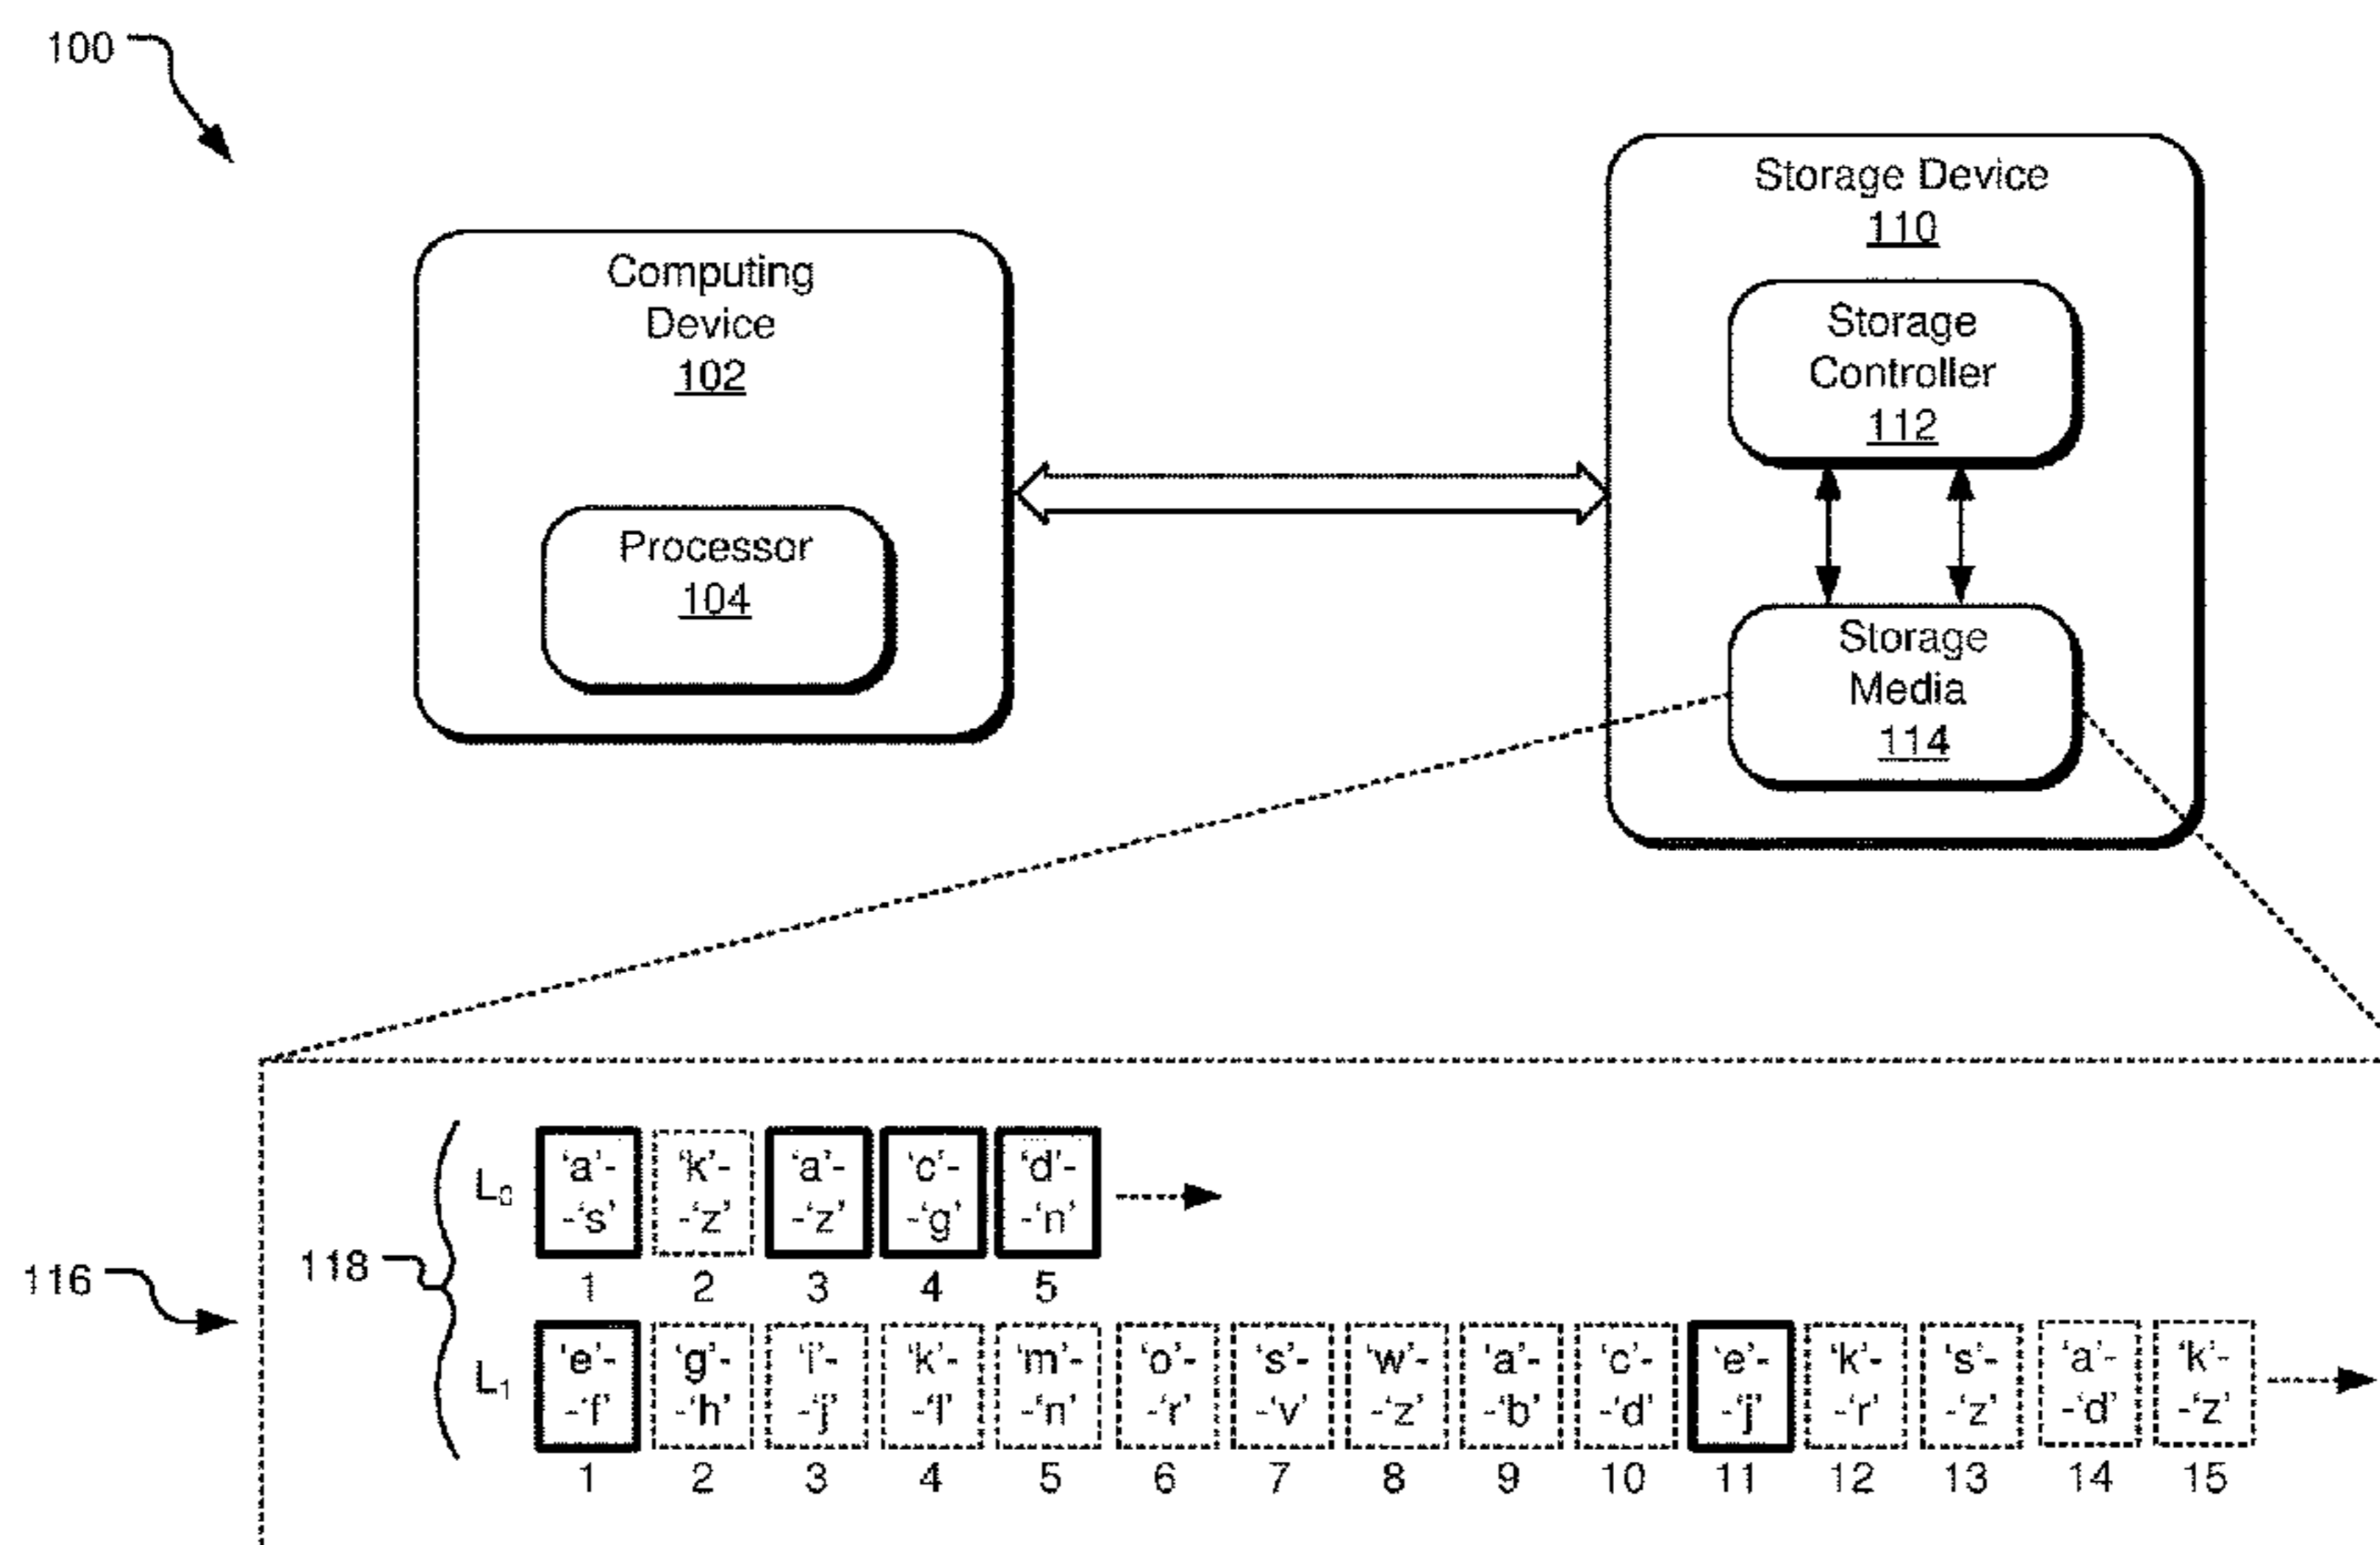 100
Storage Device
110
Computing
Device
102
Storage
Controller
112
Processor
104
Storage
Media
114
116
118
L0
'a'- 'k'- 'a'- 'c'- 'd'-
-'s' -'z' -'z' -'g' -'n'
1 2 3 4 5
L1
'e'- 'g'- 'i'- 'k'- 'm'- 'o'- 's'- 'w'- 'a'- 'c'- 'e'- 'k'- 's'- 'a'- 'k'-
-'f' -'h' -'j' -'l' -'n' -'r' -'v' -'z' -'b' -'d' -'j' -'r' -'z' -'d' -'z'
1 2 3 4 5 6 7 8 9 10 11 12 13 14 15